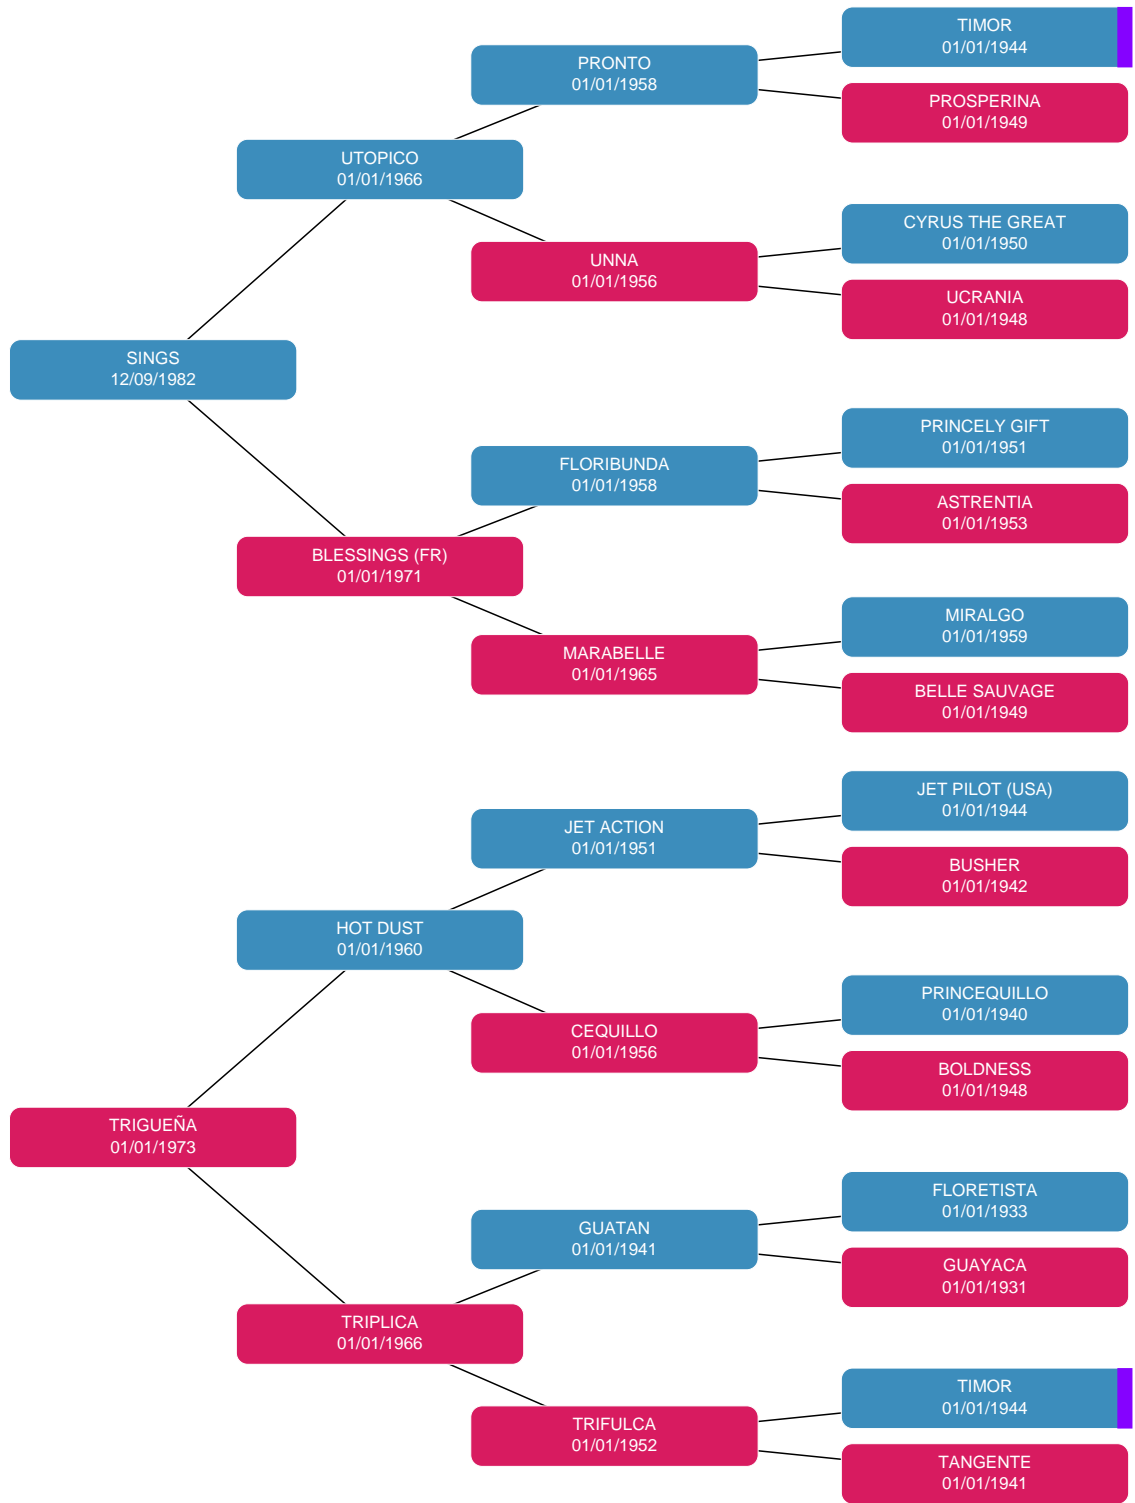 TIMOR
01/01/1944
PRONTO
01/01/1958
PROSPERINA
01/01/1949
UTOPICO
01/01/1966
CYRUS THE GREAT
01/01/1950
UNNA
01/01/1956
UCRANIA
01/01/1948
SINGS
12/09/1982
PRINCELY GIFT
01/01/1951
FLORIBUNDA
01/01/1958
ASTRENTIA
01/01/1953
BLESSINGS (FR)
01/01/1971
MIRALGO
01/01/1959
MARABELLE
01/01/1965
BELLE SAUVAGE
01/01/1949
JET PILOT (USA)
01/01/1944
JET ACTION
01/01/1951
BUSHER
01/01/1942
HOT DUST
01/01/1960
PRINCEQUILLO
01/01/1940
CEQUILLO
01/01/1956
BOLDNESS
01/01/1948
TRIGUEÑA
01/01/1973
FLORETISTA
01/01/1933
GUATAN
01/01/1941
GUAYACA
01/01/1931
TRIPLICA
01/01/1966
TIMOR
01/01/1944
TRIFULCA
01/01/1952
TANGENTE
01/01/1941